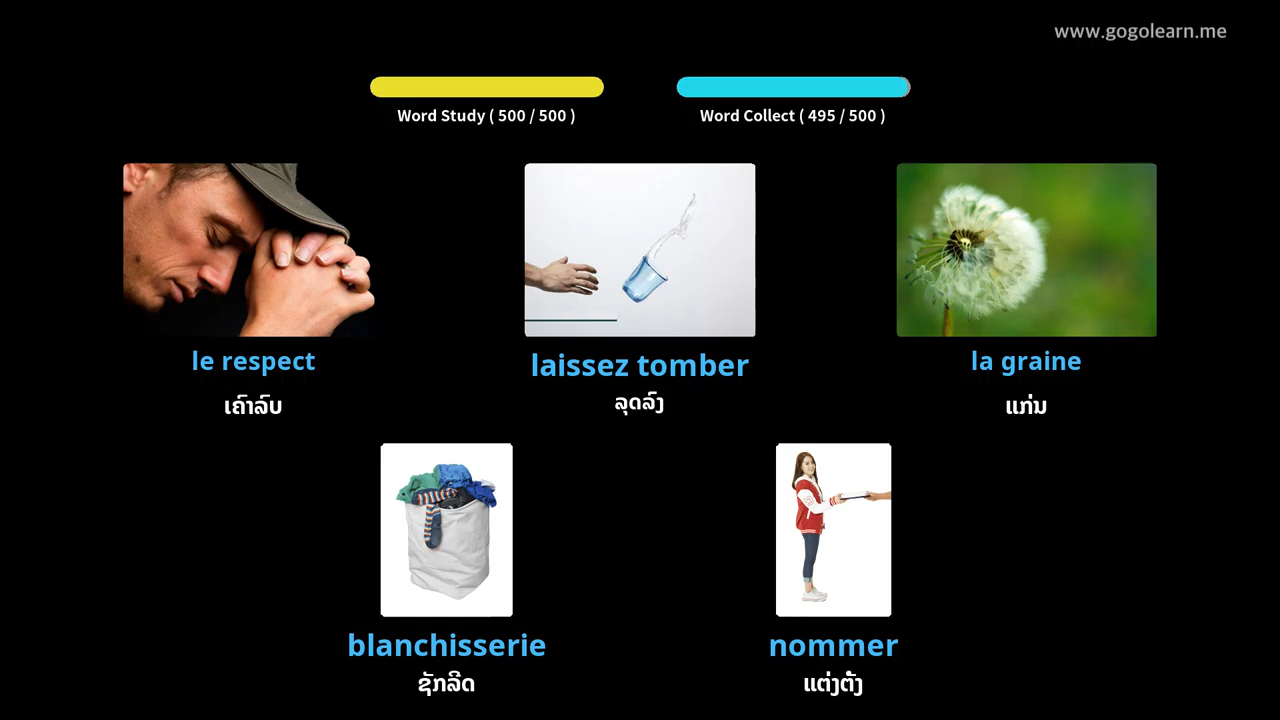 www.gogolearn.me
Word Study ( 500 / 500 )
Word Collect ( 495 / 500 )
le respect
ເຄົາລົບ
laissez tomber
ລຸດລົງ
la graine
ແກ່ນ
blanchisserie
ຊັກລີດ
nommer
ແຕ່ງຕັ້ງ